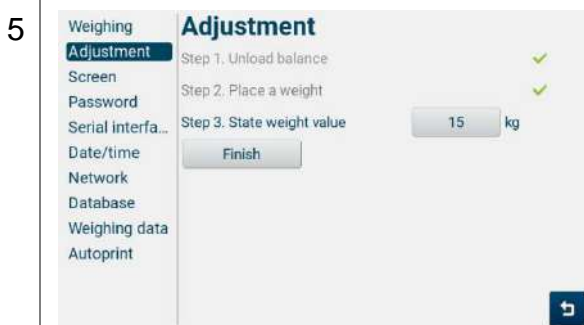 5
Weighing
Adjustment
Screen
Password
Serial interfa...
Date/time
Network
Database
Weighing data
Autoprint
Adjustment
Step 1. Unload balance
Step 2. Place a weight
Step 3. State weight value 15 kg
Finish